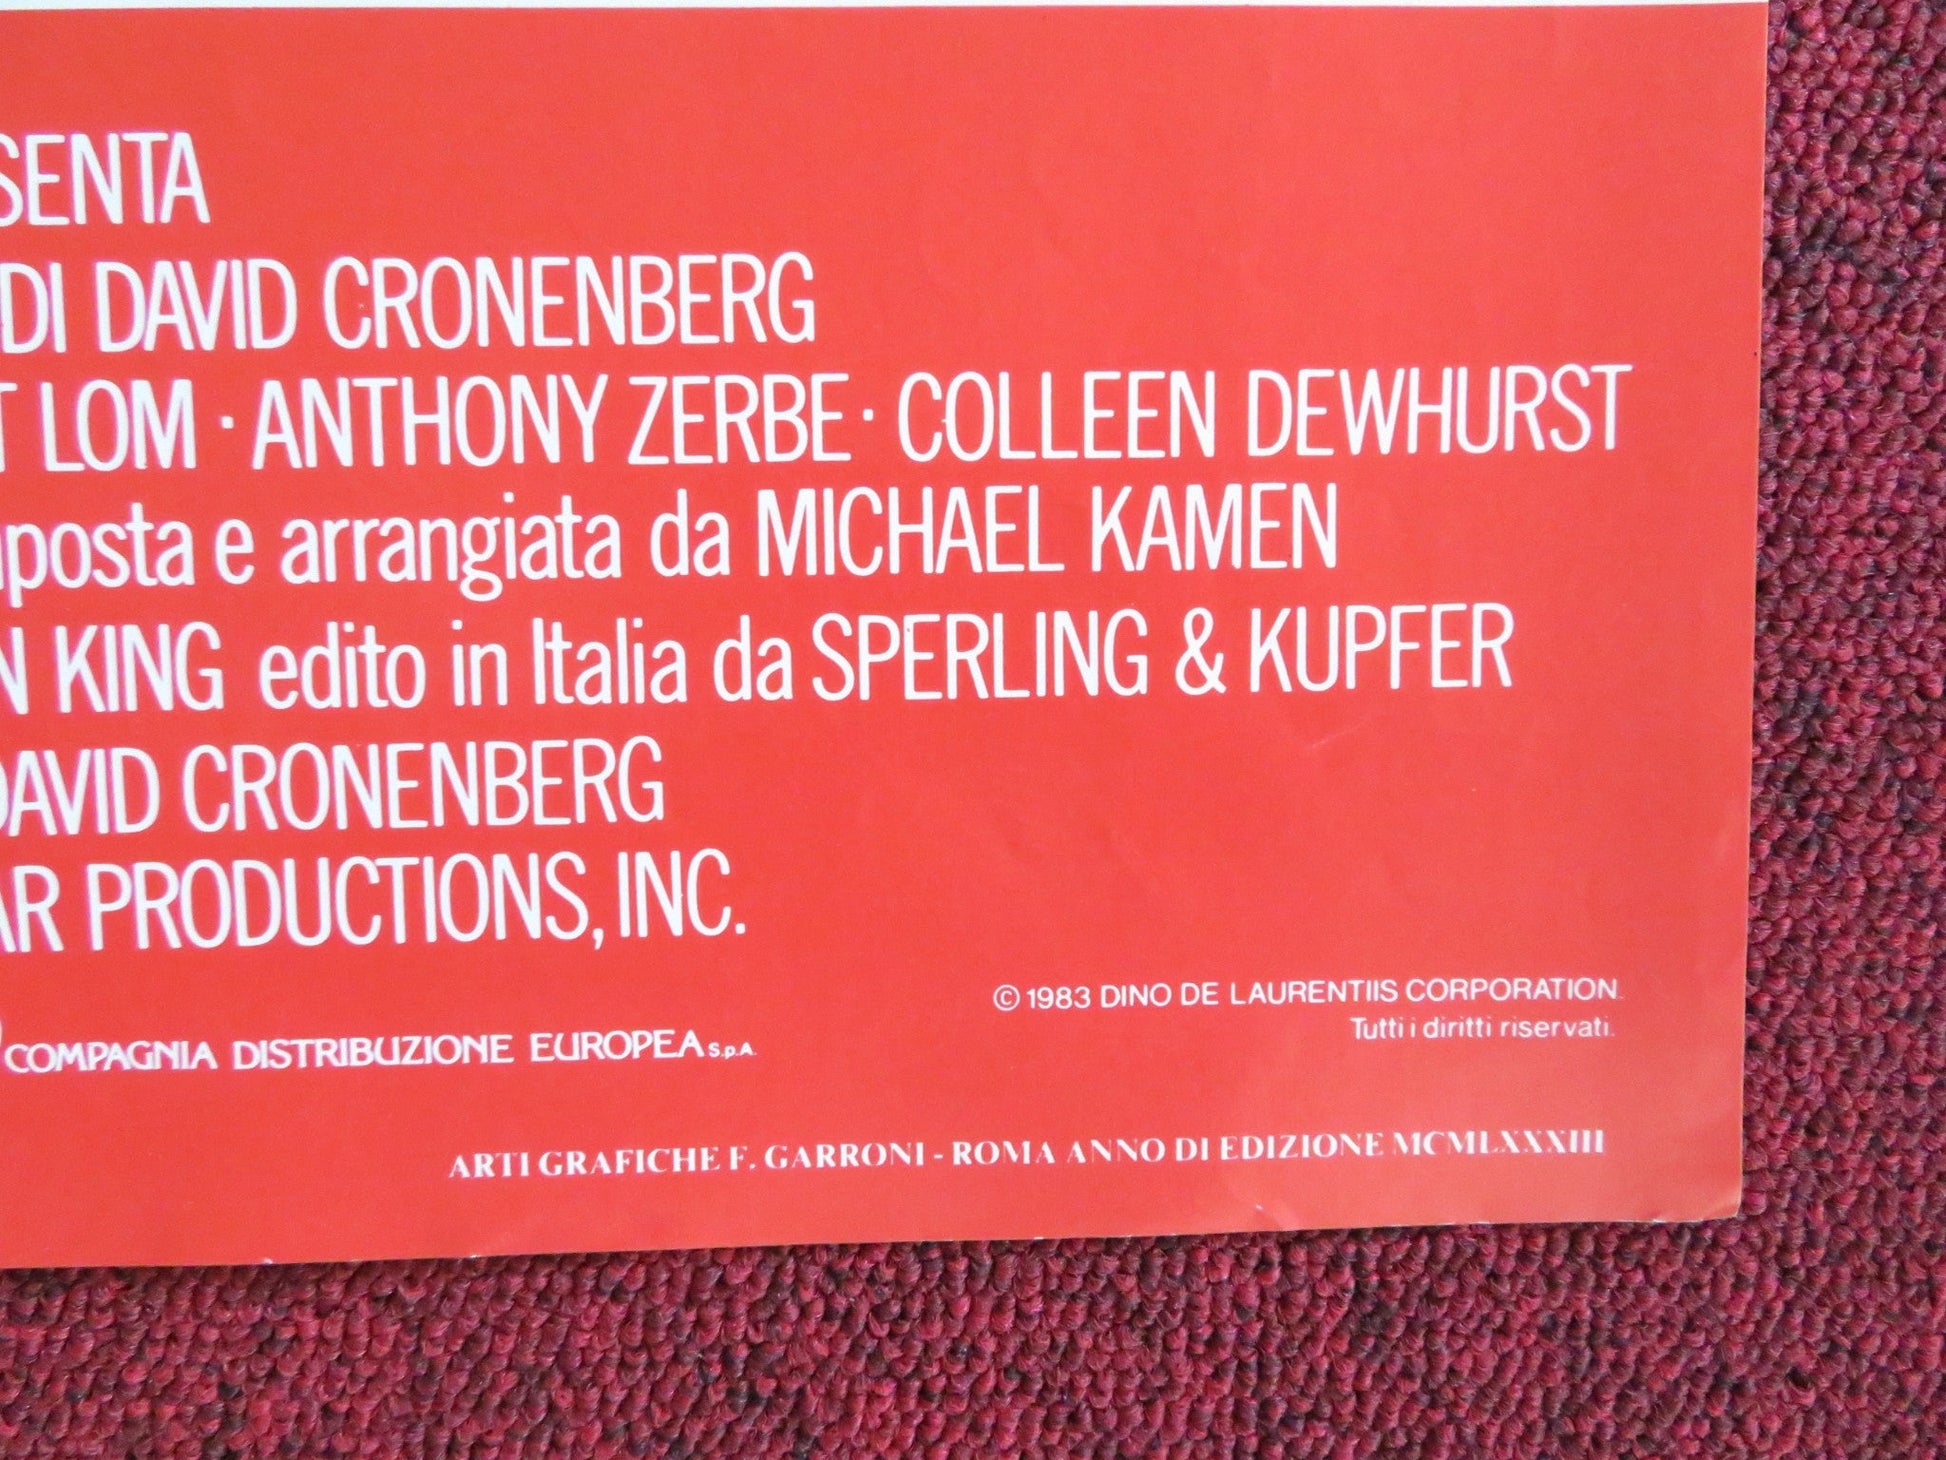 SENTA
DI DAVID CRONENBERG
T LOM · ANTHONY ZERBE · COLLEEN DEWHURST
posta e arrangiata da MICHAEL KAMEN
N KING edito in Italia da SPERLING & KUPFER
DAVID CRONENBERG
AR PRODUCTIONS, INC.
© 1983 DINO DE LAURENTIIS CORPORATION.
Tutti i diritti riservati.
COMPAGNIA DISTRIBUZIONE EUROPEA S.p.A.
ARTI GRAFICHE F. GARRONI - ROMA ANNO DI EDIZIONE MCMLXXXIII